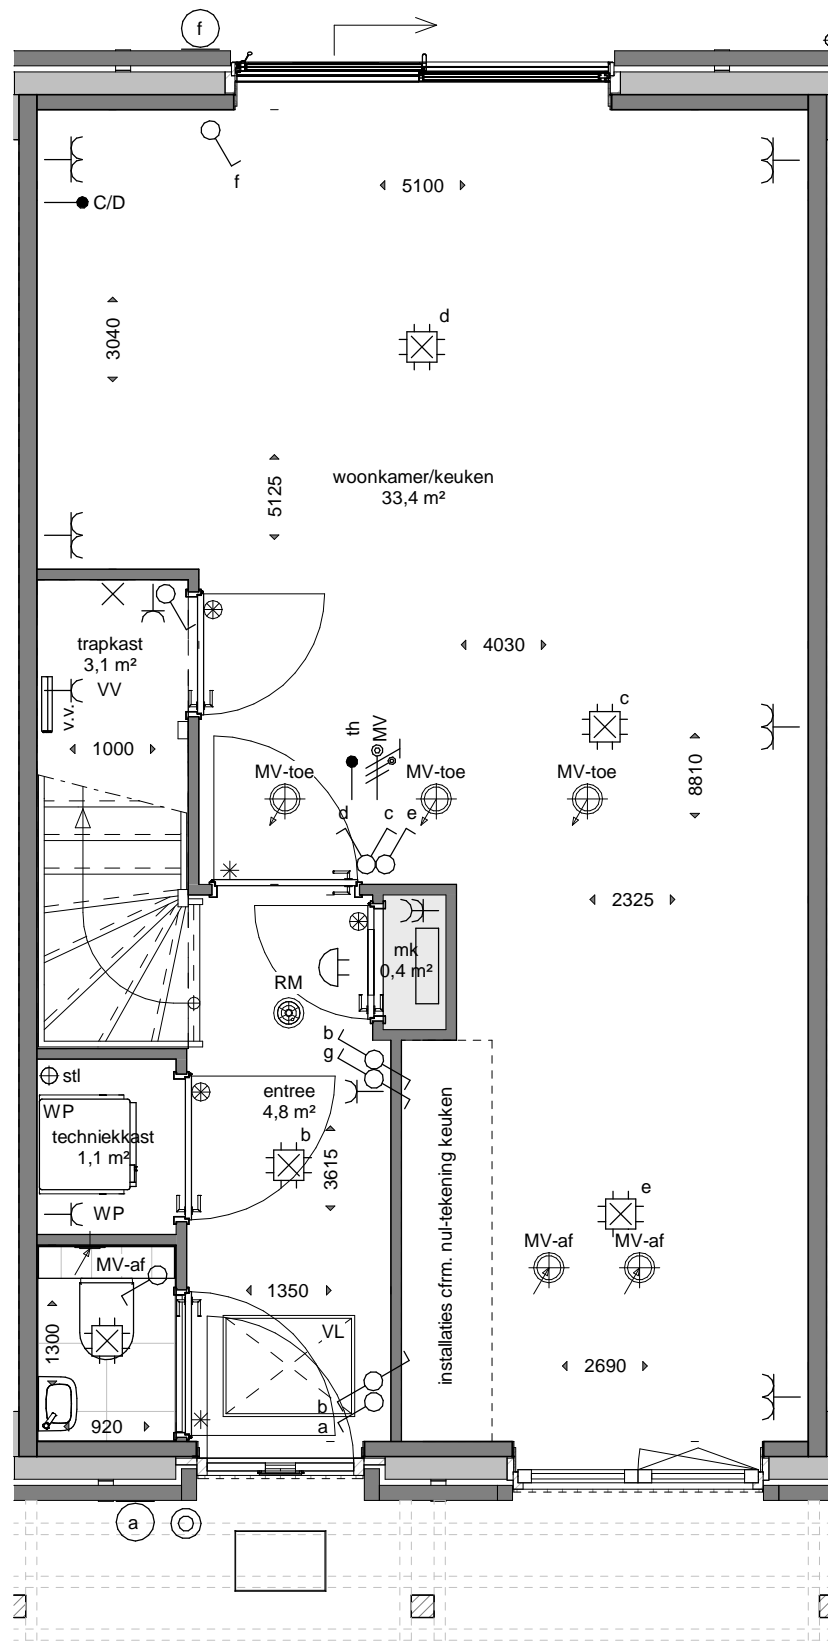 f
f
5100
C/D
3040
d
5125
woonkamer/keuken
33,4 m²
trapkast
3,1 m²
VV
v.v.
1000
4030
c
th
MV
8810
MV-toe
MV-toe
MV-toe
d
c
e
2325
mk
0,4 m²
RM
b
g
stl
WP
techniekkast
1,1 m²
WP
entree
4,8 m²
b
3615
installaties cfrm. nul-tekening keuken
e
MV-af
MV-af
MV-af
1350
1300
VL
920
b
a
2690
a